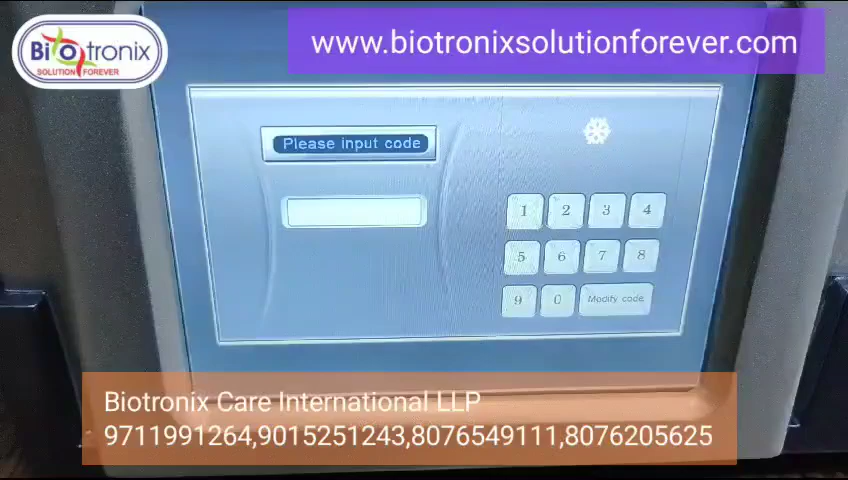 Biotronix
SOLUTION FOREVER
www.biotronixsolutionforever.com
Please input code
1 2 3 4
5 6 7 8
9 0 Modify code
Biotronix Care International LLP
9711991264,9015251243,8076549111,8076205625